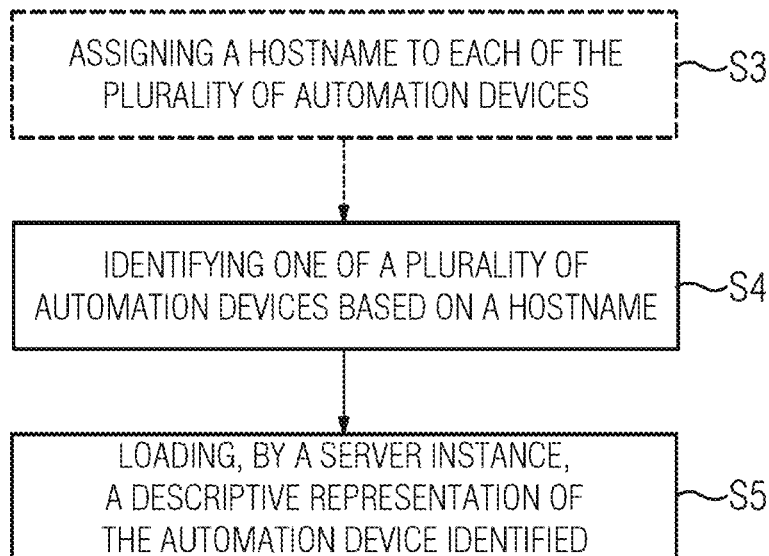 ASSIGNING A HOSTNAME TO EACH OF THE
PLURALITY OF AUTOMATION DEVICES
S3
IDENTIFYING ONE OF A PLURALITY OF
AUTOMATION DEVICES BASED ON A HOSTNAME
S4
LOADING, BY A SERVER INSTANCE,
A DESCRIPTIVE REPRESENTATION OF
THE AUTOMATION DEVICE IDENTIFIED
S5